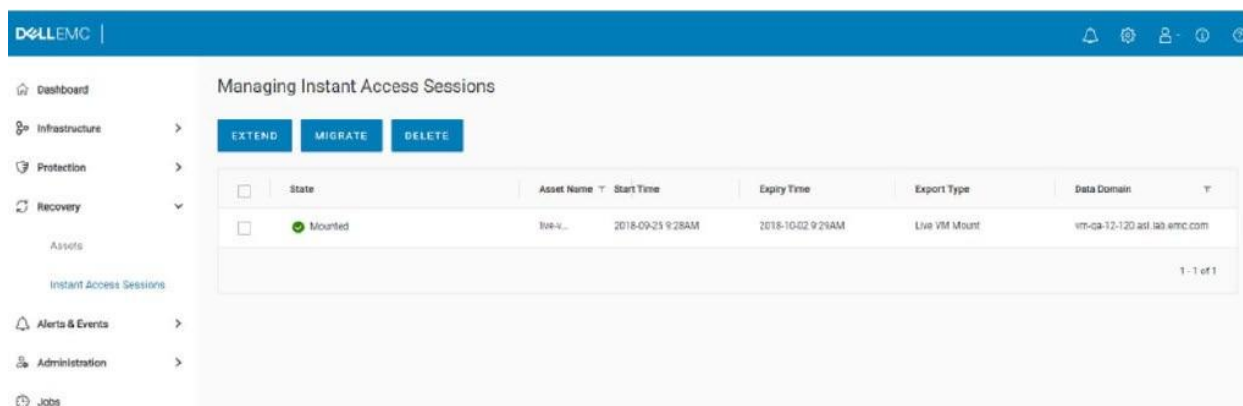 DELLEMC
Dashboard
Infrastructure
Protection
Recovery
Assets
Instant Access Sessions
Alerts & Events
Administration
Jobs
Managing Instant Access Sessions
EXTEND MIGRATE DELETE
State Asset Name Start Time Expiry Time Export Type Data Domain
Mounted live-v... 2018-09-25 9:28AM 2018-10-02 9:29AM Live VM Mount vm-qa-12-120.asl.lab.emc.com
1 - 1 of 1